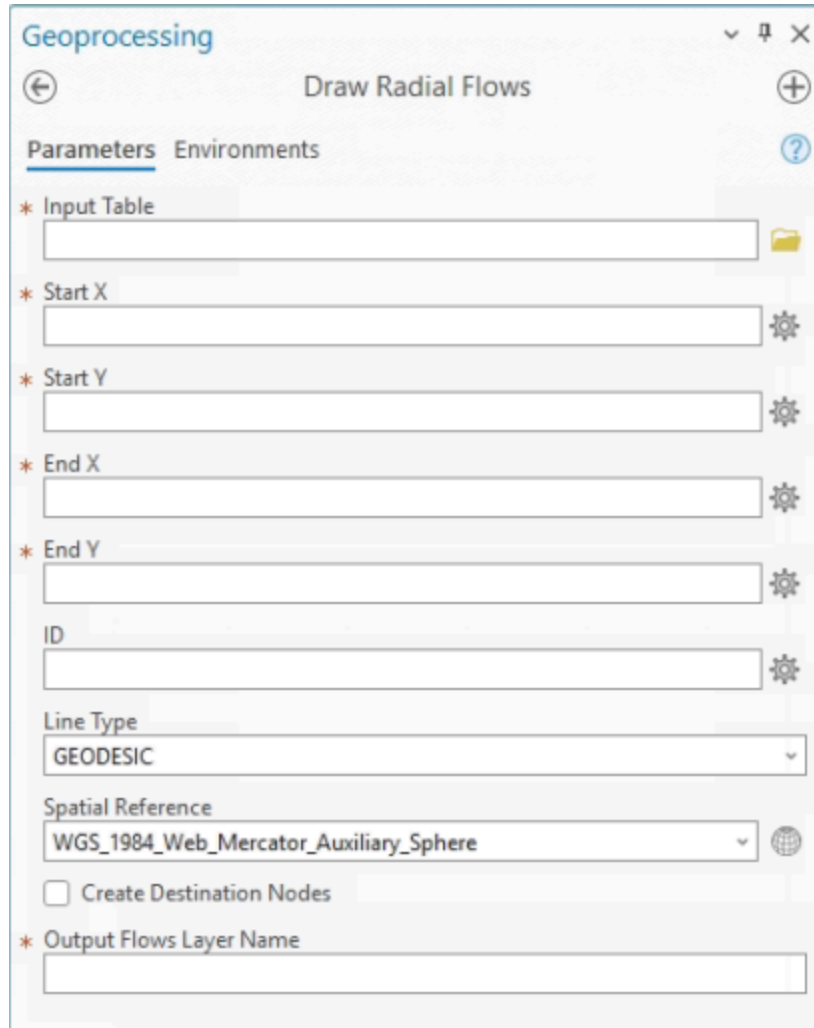 Geoprocessing
Draw Radial Flows
Parameters Environments
* Input Table
* Start X
* Start Y
* End X
* End Y
ID
Line Type
GEODESIC
Spatial Reference
WGS_1984_Web_Mercator_Auxiliary_Sphere
Create Destination Nodes
* Output Flows Layer Name